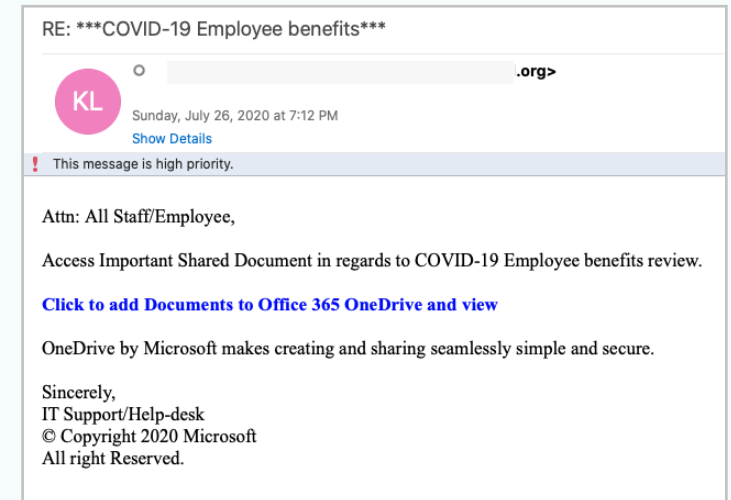 RE: ***COVID-19 Employee benefits***
.org>
KL
Sunday, July 26, 2020 at 7:12 PM
Show Details
! This message is high priority.
Attn: All Staff/Employee,
Access Important Shared Document in regards to COVID-19 Employee benefits review.
Click to add Documents to Office 365 OneDrive and view
OneDrive by Microsoft makes creating and sharing seamlessly simple and secure.
Sincerely,
IT Support/Help-desk
© Copyright 2020 Microsoft
All right Reserved.